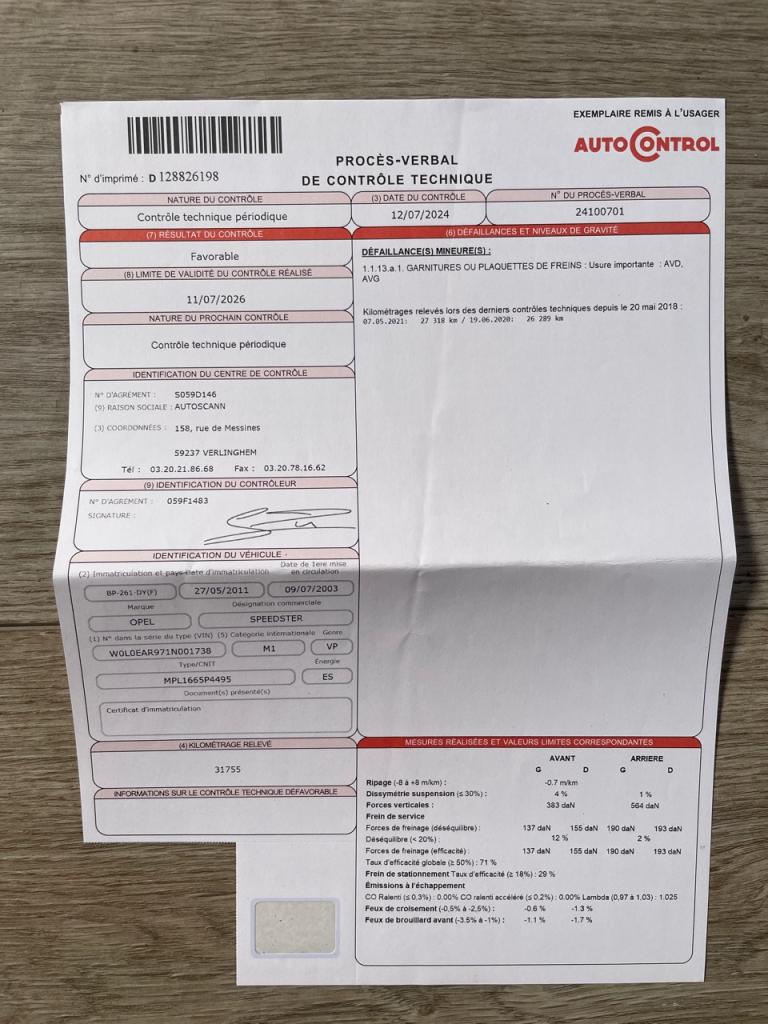 EXEMPLAIRE REMIS À L'USAGER
AUTOCONTROL
N° d'imprimé : D 128826198
PROCÈS-VERBAL
DE CONTRÔLE TECHNIQUE
NATURE DU CONTRÔLE
Contrôle technique périodique
(3) DATE DU CONTRÔLE
12/07/2024
N° DU PROCÈS-VERBAL
24100701
(7) RÉSULTAT DU CONTRÔLE
Favorable
(8) LIMITE DE VALIDITÉ DU CONTRÔLE RÉALISÉ
11/07/2026
NATURE DU PROCHAIN CONTRÔLE
Contrôle technique périodique
IDENTIFICATION DU CENTRE DE CONTRÔLE
N° D'AGRÉMENT : S059D146
(9) RAISON SOCIALE : AUTOSCANN
(3) COORDONNÉES : 158, rue de Messines
59237 VERLINGHEM
Tél : 03.20.21.86.68 Fax : 03.20.78.16.62
(9) IDENTIFICATION DU CONTRÔLEUR
N° D'AGRÉMENT : 059F1483
SIGNATURE :
IDENTIFICATION DU VÉHICULE
(2) Immatriculation et pays Date d'immatriculation Date de 1ere mise
en circulation
BP-261-DY(F) 27/05/2011 09/07/2003
Marque Désignation commerciale
OPEL SPEEDSTER
(1) N° dans la série du type (VIN) (5) Catégorie internationale Genre
W0L0EAR971N001738 M1 VP
Type/CNIT Énergie
MPL1665P4495 ES
Document(s) présenté(s)
Certificat d'immatriculation
(4) KILOMÉTRAGE RELEVÉ
31755
INFORMATIONS SUR LE CONTRÔLE TECHNIQUE DÉFAVORABLE
(6) DÉFAILLANCES ET NIVEAUX DE GRAVITÉ
DÉFAILLANCE(S) MINEURE(S) :
1.1.13.a.1. GARNITURES OU PLAQUETTES DE FREINS : Usure importante : AVD,
AVG
Kilométrages relevés lors des derniers contrôles techniques depuis le 20 mai 2018 :
07.05.2021: 27 318 km / 19.06.2020: 26 289 km
MESURES RÉALISÉES ET VALEURS LIMITES CORRESPONDANTES
AVANT ARRIERE
G D G D
Ripage (-8 à +8 m/km) : -0.7 m/km
Dissymétrie suspension (≤ 30%) : 4 % 1 %
Forces verticales : 383 daN 564 daN
Frein de service
Forces de freinage (déséquilibre) : 137 daN 155 daN 190 daN 193 daN
Déséquilibre (< 20%) : 12 % 2 %
Forces de freinage (efficacité) : 137 daN 155 daN 190 daN 193 daN
Taux d'efficacité globale (≥ 50%) : 71 %
Frein de stationnement Taux d'efficacité (≥ 18%) : 29 %
Émissions à l'échappement
CO Ralenti (≤ 0,3%) : 0.00% CO ralenti accéléré (≤ 0,2%) : 0.00% Lambda (0,97 à 1,03) : 1.025
Feux de croisement (-0,5% à -2,5%) : -0.6 % -1.3 %
Feux de brouillard avant (-3.5% à -1%) : -1.1 % -1.7 %